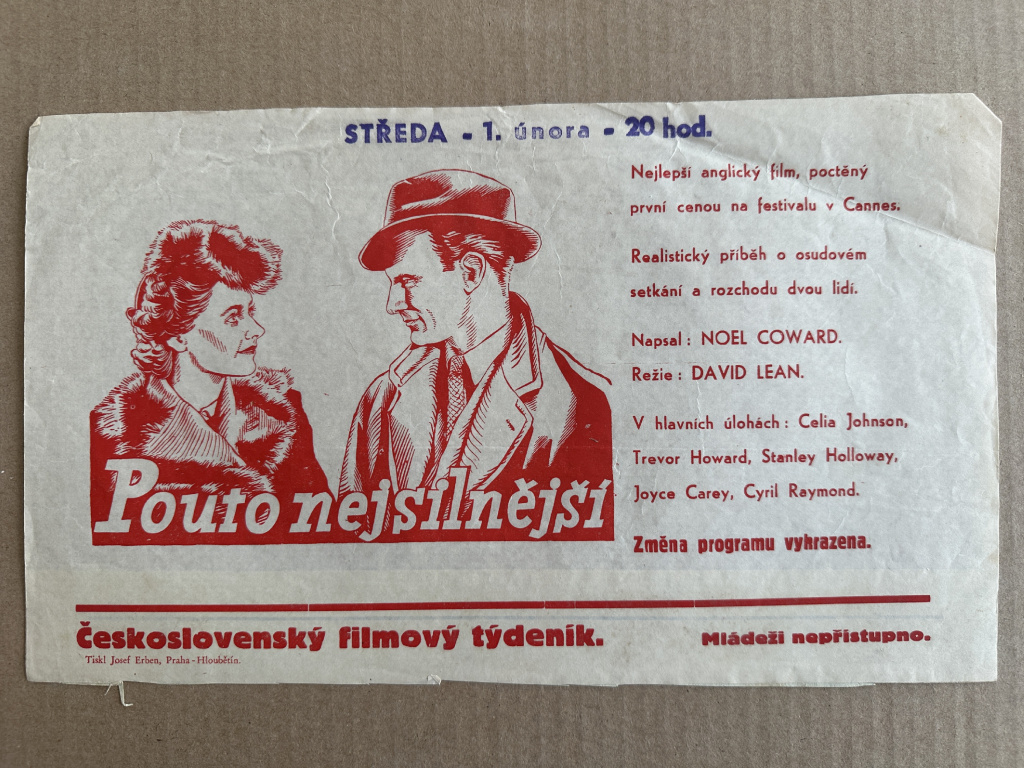 STŘEDA - 1. února - 20 hod.
Nejlepší anglický film, poctěný
první cenou na festivalu v Cannes.
Realistický příběh o osudovém
setkání a rozchodu dvou lidí.
Napsal: NOEL COWARD.
Režie: DAVID LEAN.
V hlavních úlohách: Celia Johnson,
Trevor Howard, Stanley Holloway,
Joyce Carey, Cyril Raymond.
Změna programu vyhrazena.
Pouto nejsilnější
Československý filmový týdeník.
Mládeži nepřístupno.
Tiskl Josef Erben, Praha-Hloubětín.